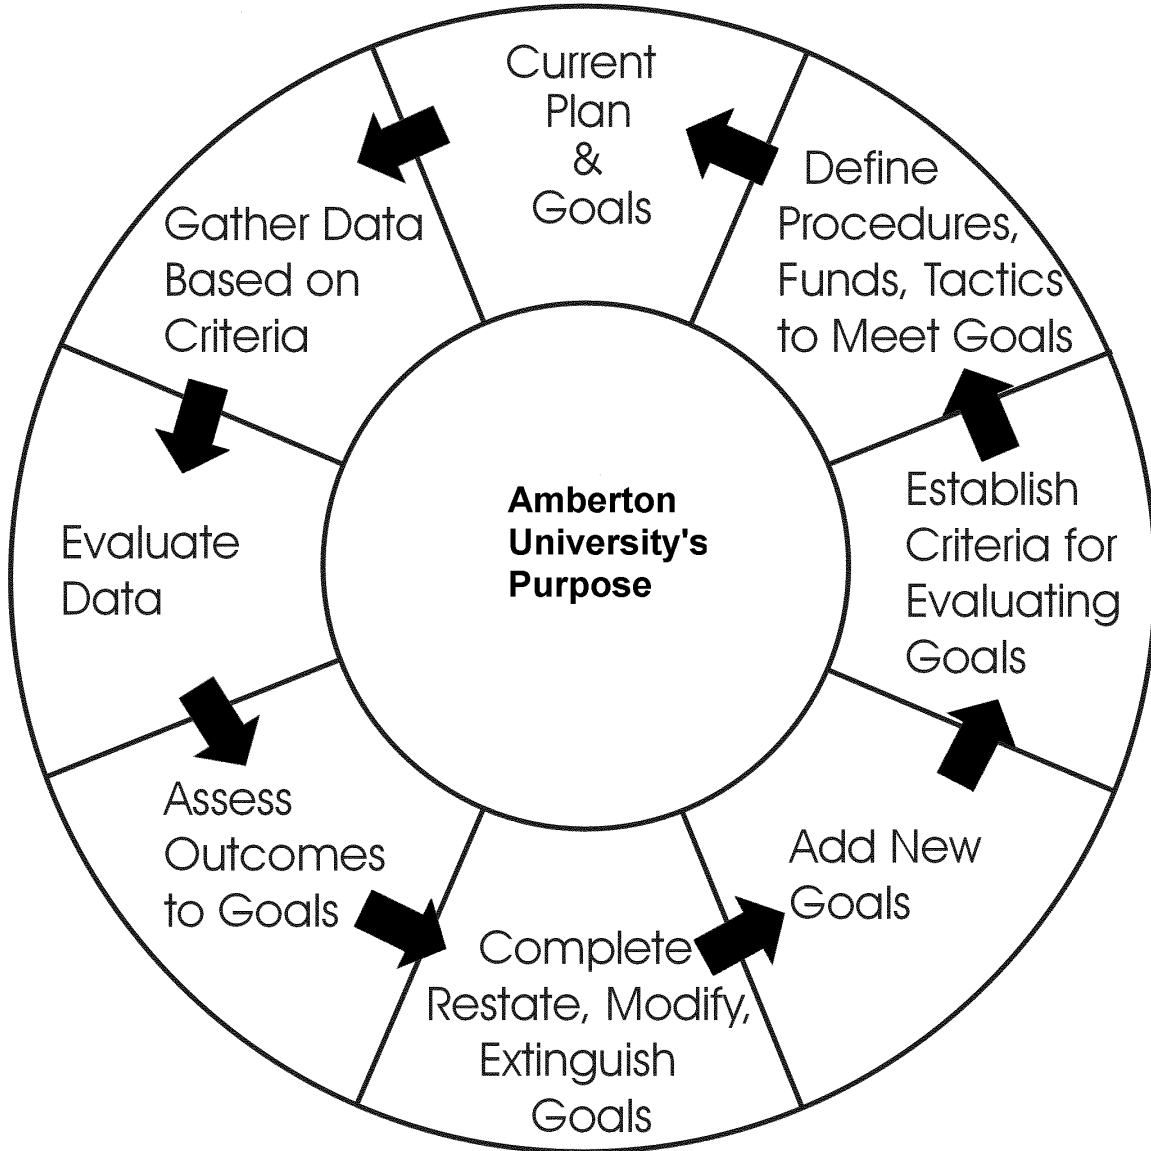 Current
Plan
&
Goals
Gather Data
Based on
Criteria
Evaluate
Data
Assess
Outcomes
to Goals
Complete
Restate, Modify,
Extinguish
Goals
Add New
Goals
Establish
Criteria for
Evaluating
Goals
Define
Procedures,
Funds, Tactics
to Meet Goals
Amberton
University's
Purpose